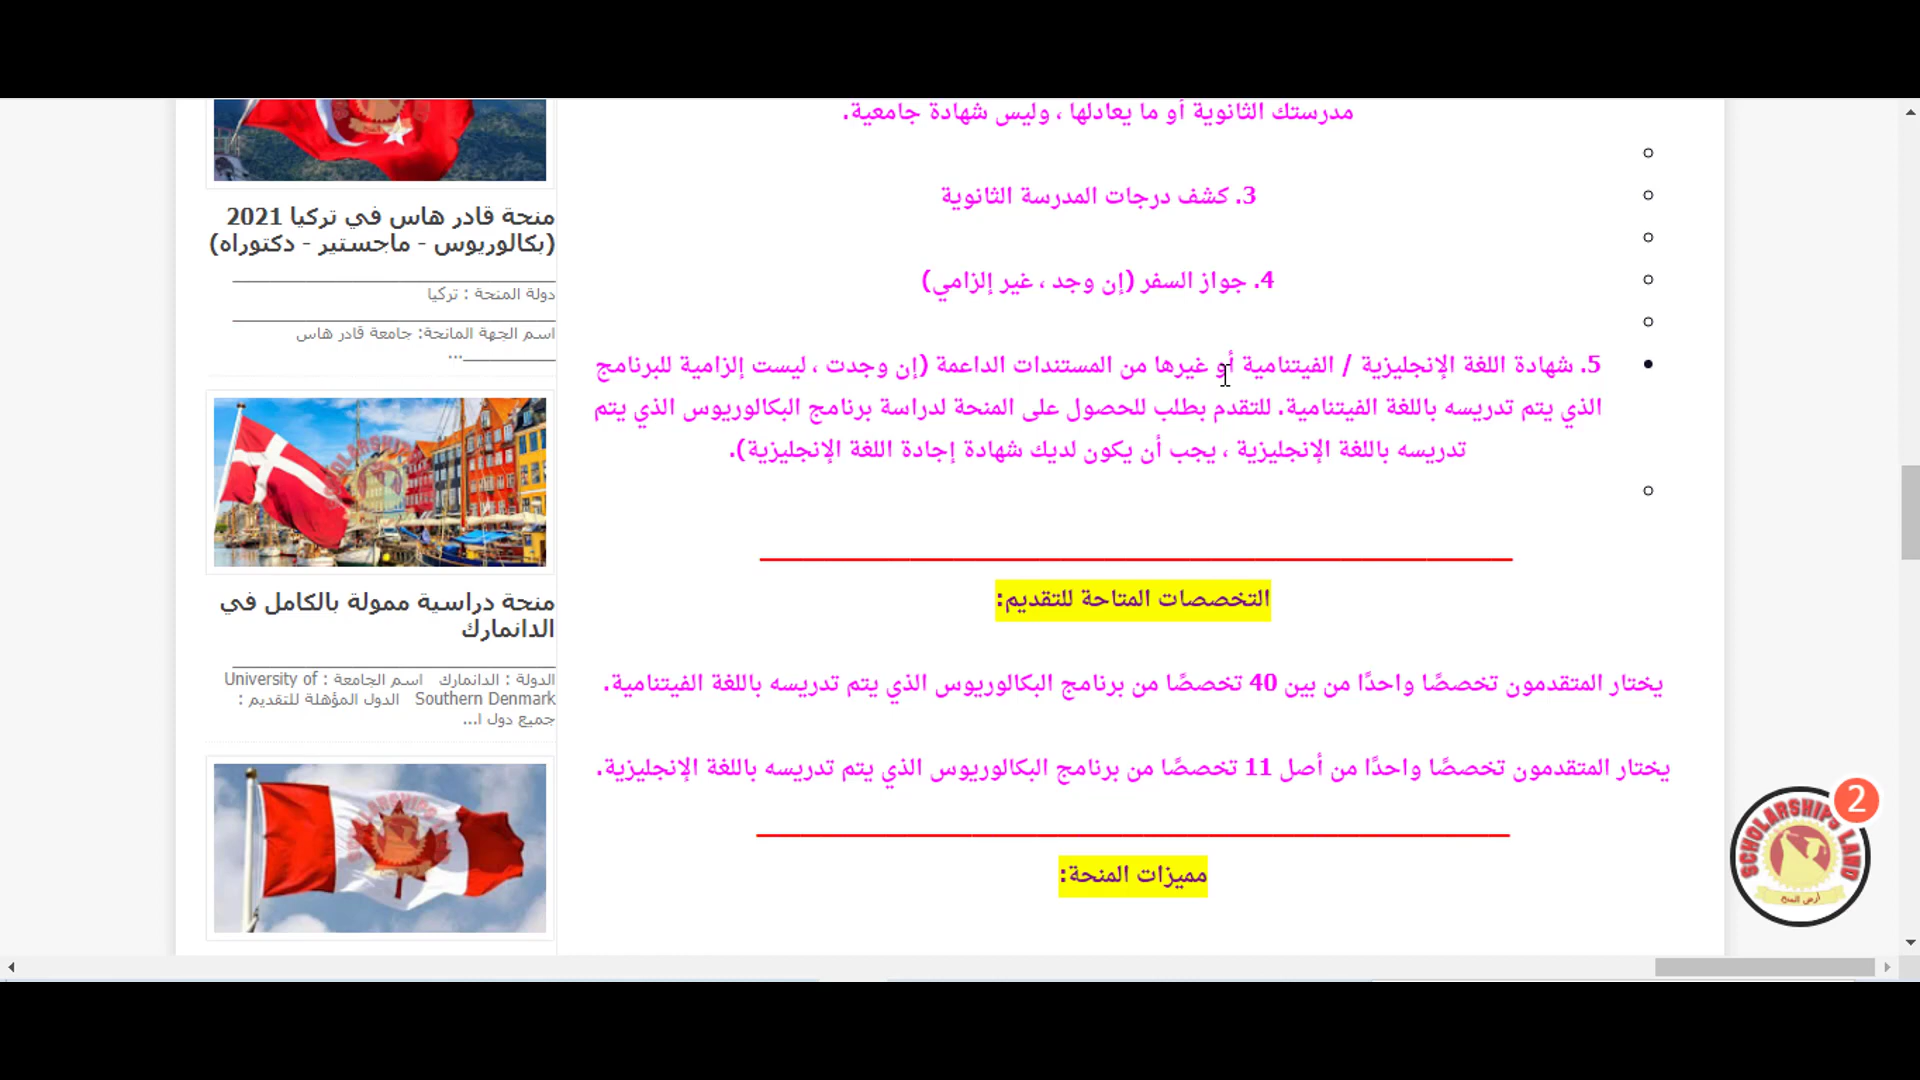 مدرستك الثانوية أو ما يعادلها ، وليس شهادة جامعية.
3. كشف درجات المدرسة الثانوية
4. جواز السفر (إن وجد ، غير إلزامي)
5. شهادة اللغة الإنجليزية / الفيتنامية أو غيرها من المستندات الداعمة (إن وجدت ، ليست إلزامية للبرنامج
الذي يتم تدريسه باللغة الفيتنامية. للتقدم بطلب للحصول على المنحة لدراسة برنامج البكالوريوس الذي يتم
تدريسه باللغة الإنجليزية ، يجب أن يكون لديك شهادة إجادة اللغة الإنجليزية).
التخصصات المتاحة للتقديم:
يختار المتقدمون تخصصًا واحدًا من بين 40 تخصصًا من برنامج البكالوريوس الذي يتم تدريسه باللغة الفيتنامية.
يختار المتقدمون تخصصًا واحدًا من أصل 11 تخصصًا من برنامج البكالوريوس الذي يتم تدريسه باللغة الإنجليزية.
مميزات المنحة:
منحة قادر هاس في تركيا 2021
(بكالوريوس - ماجستير - دكتوراه)
دولة المنحة : تركيا
اسم الجهة المانحة: جامعة قادر هاس
...
منحة دراسية ممولة بالكامل في
الدانمارك
الدولة : الدانمارك اسم الجامعة : University of
Southern Denmark الدول المؤهلة للتقديم :
جميع دول ا...
2
SCHOLARSHIPS LAND
أرض المنح